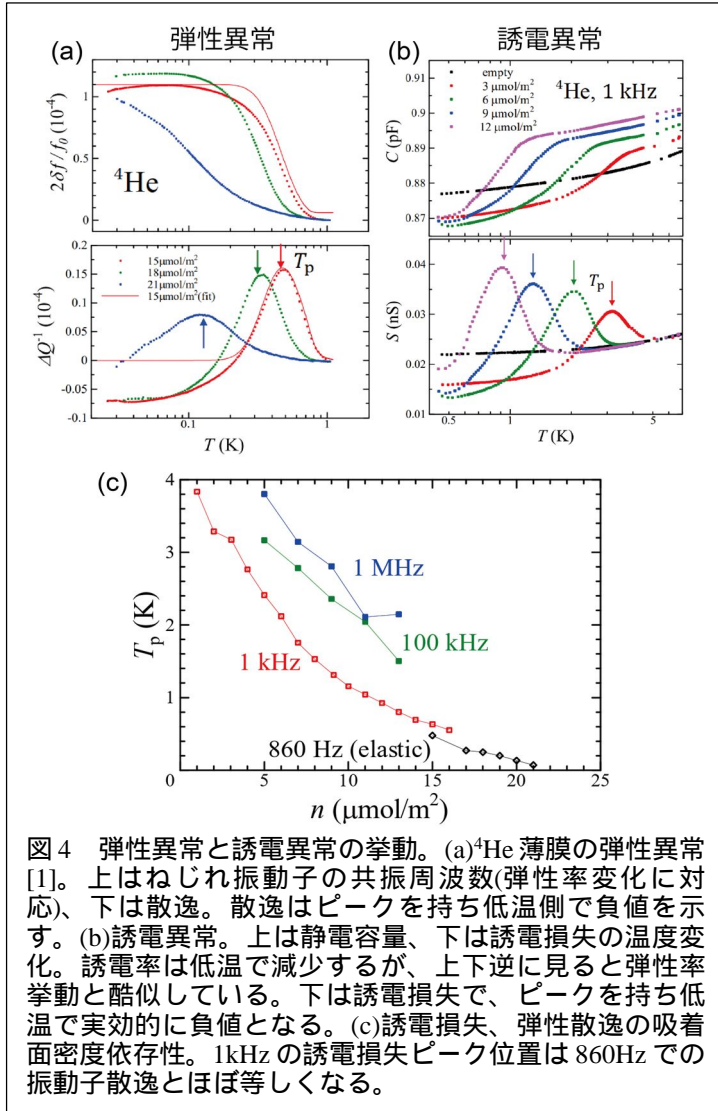 (a) 弾性異常
(b) 誘電異常
2δf / f₀ (10⁻⁴)
1
0.5
0
⁴He
ΔQ⁻¹ (10⁻⁴)
0.2
0.15
0.1
0.05
0
-0.05
-0.1
15μmol/m²
18μmol/m²
21μmol/m²
15μmol/m²(fit)
Tₚ
0.1
1
T (K)
C (pF)
0.91
0.9
0.89
0.88
0.87
empty
3 μmol/m²
6 μmol/m²
9 μmol/m²
12 μmol/m²
⁴He, 1 kHz
S (nS)
0.05
0.04
0.03
0.02
0.01
Tₚ
0.5
1
5
T (K)
(c)
Tₚ (K)
4
3
2
1
0
1 MHz
100 kHz
1 kHz
860 Hz (elastic)
0 5 10 15 20 25
n (μmol/m²)
図4　弾性異常と誘電異常の挙動。(a)⁴He 薄膜の弾性異常
[1]。上はねじれ振動子の共振周波数(弾性率変化に対
応)、下は散逸。散逸はピークを持ち低温側で負値を示
す。(b)誘電異常。上は静電容量、下は誘電損失の温度変
化。誘電率は低温で減少するが、上下逆に見ると弾性率
挙動と酷似している。下は誘電損失で、ピークを持ち低
温で実効的に負値となる。(c)誘電損失、弾性散逸の吸着
面密度依存性。1kHz の誘電損失ピーク位置は 860Hz での
振動子散逸とほぼ等しくなる。